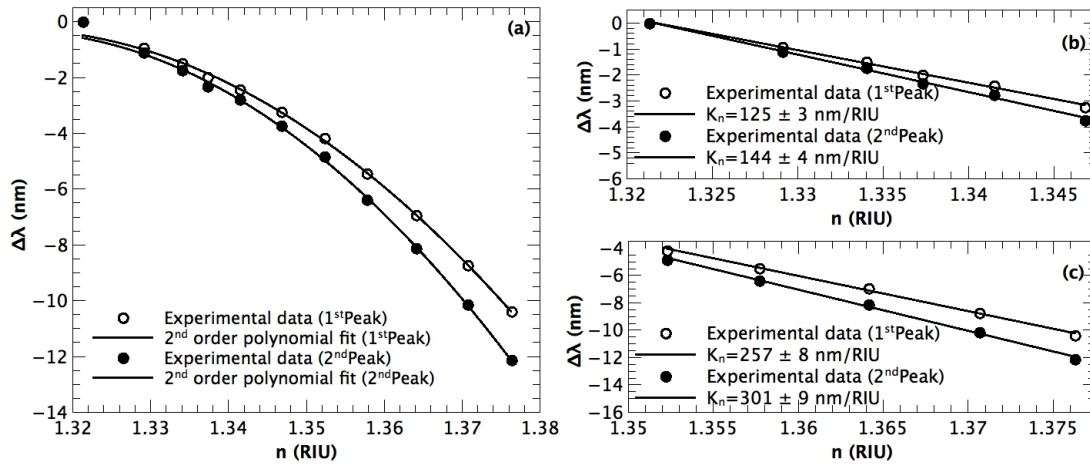 (a)
0
−2
−4
−6
−8
−10
−12
−14
Δλ (nm)
Experimental data (1stPeak)
2nd order polynomial fit (1stPeak)
Experimental data (2ndPeak)
2nd order polynomial fit (2ndPeak)
1.32 1.33 1.34 1.35 1.36 1.37 1.38
n (RIU)
(b)
0
−1
−2
−3
−4
−5
−6
Δλ (nm)
Experimental data (1stPeak)
Kn=125 ± 3 nm/RIU
Experimental data (2ndPeak)
Kn=144 ± 4 nm/RIU
1.32 1.325 1.33 1.335 1.34 1.345
n (RIU)
(c)
−4
−6
−8
−10
−12
−14
−16
Δλ (nm)
Experimental data (1stPeak)
Kn=257 ± 8 nm/RIU
Experimental data (2ndPeak)
Kn=301 ± 9 nm/RIU
1.35 1.355 1.36 1.365 1.37 1.375
n (RIU)